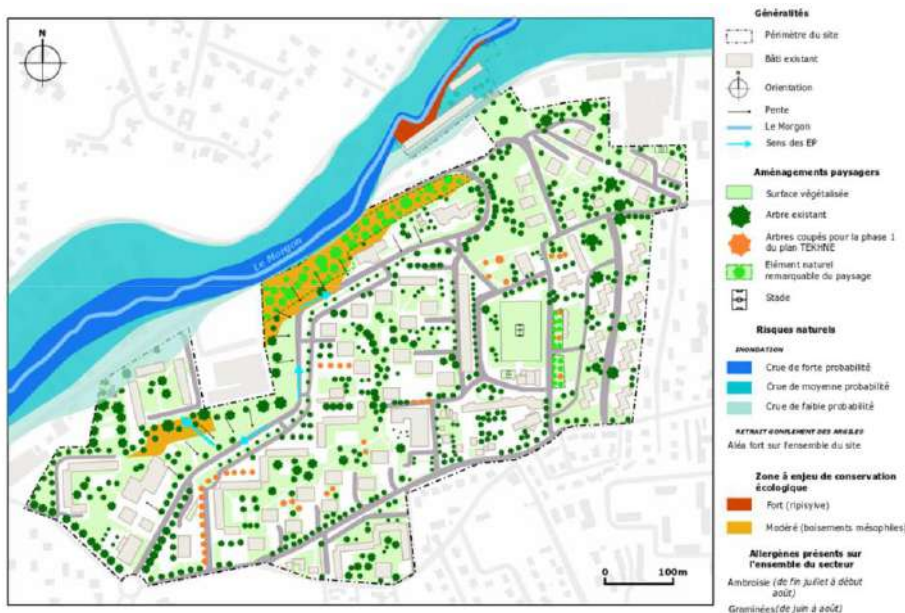 N
Le Morgon
0 100m
Généralités
Périmètre du site
Bâti existant
N
Orientation
Pente
Le Morgon
Sens des EP
Aménagements paysagers
Surface végétalisée
Arbre existant
Arbres coupés pour la phase 1
du plan TEKHNE
Elément naturel
remarquable du paysage
Stade
Risques naturels
INONDATION
Crue de forte probabilité
Crue de moyenne probabilité
Crue de faible probabilité
RETRAIT GONFLEMENT DES ARGILES
Aléa fort sur l'ensemble du site
Zone à enjeu de conservation
écologique
Fort (ripisylve)
Modéré (boisements mésophiles)
Allergènes présents sur
l'ensemble du secteur
Ambroisie (de fin juillet à début
août)
Graminées (de juin à août)